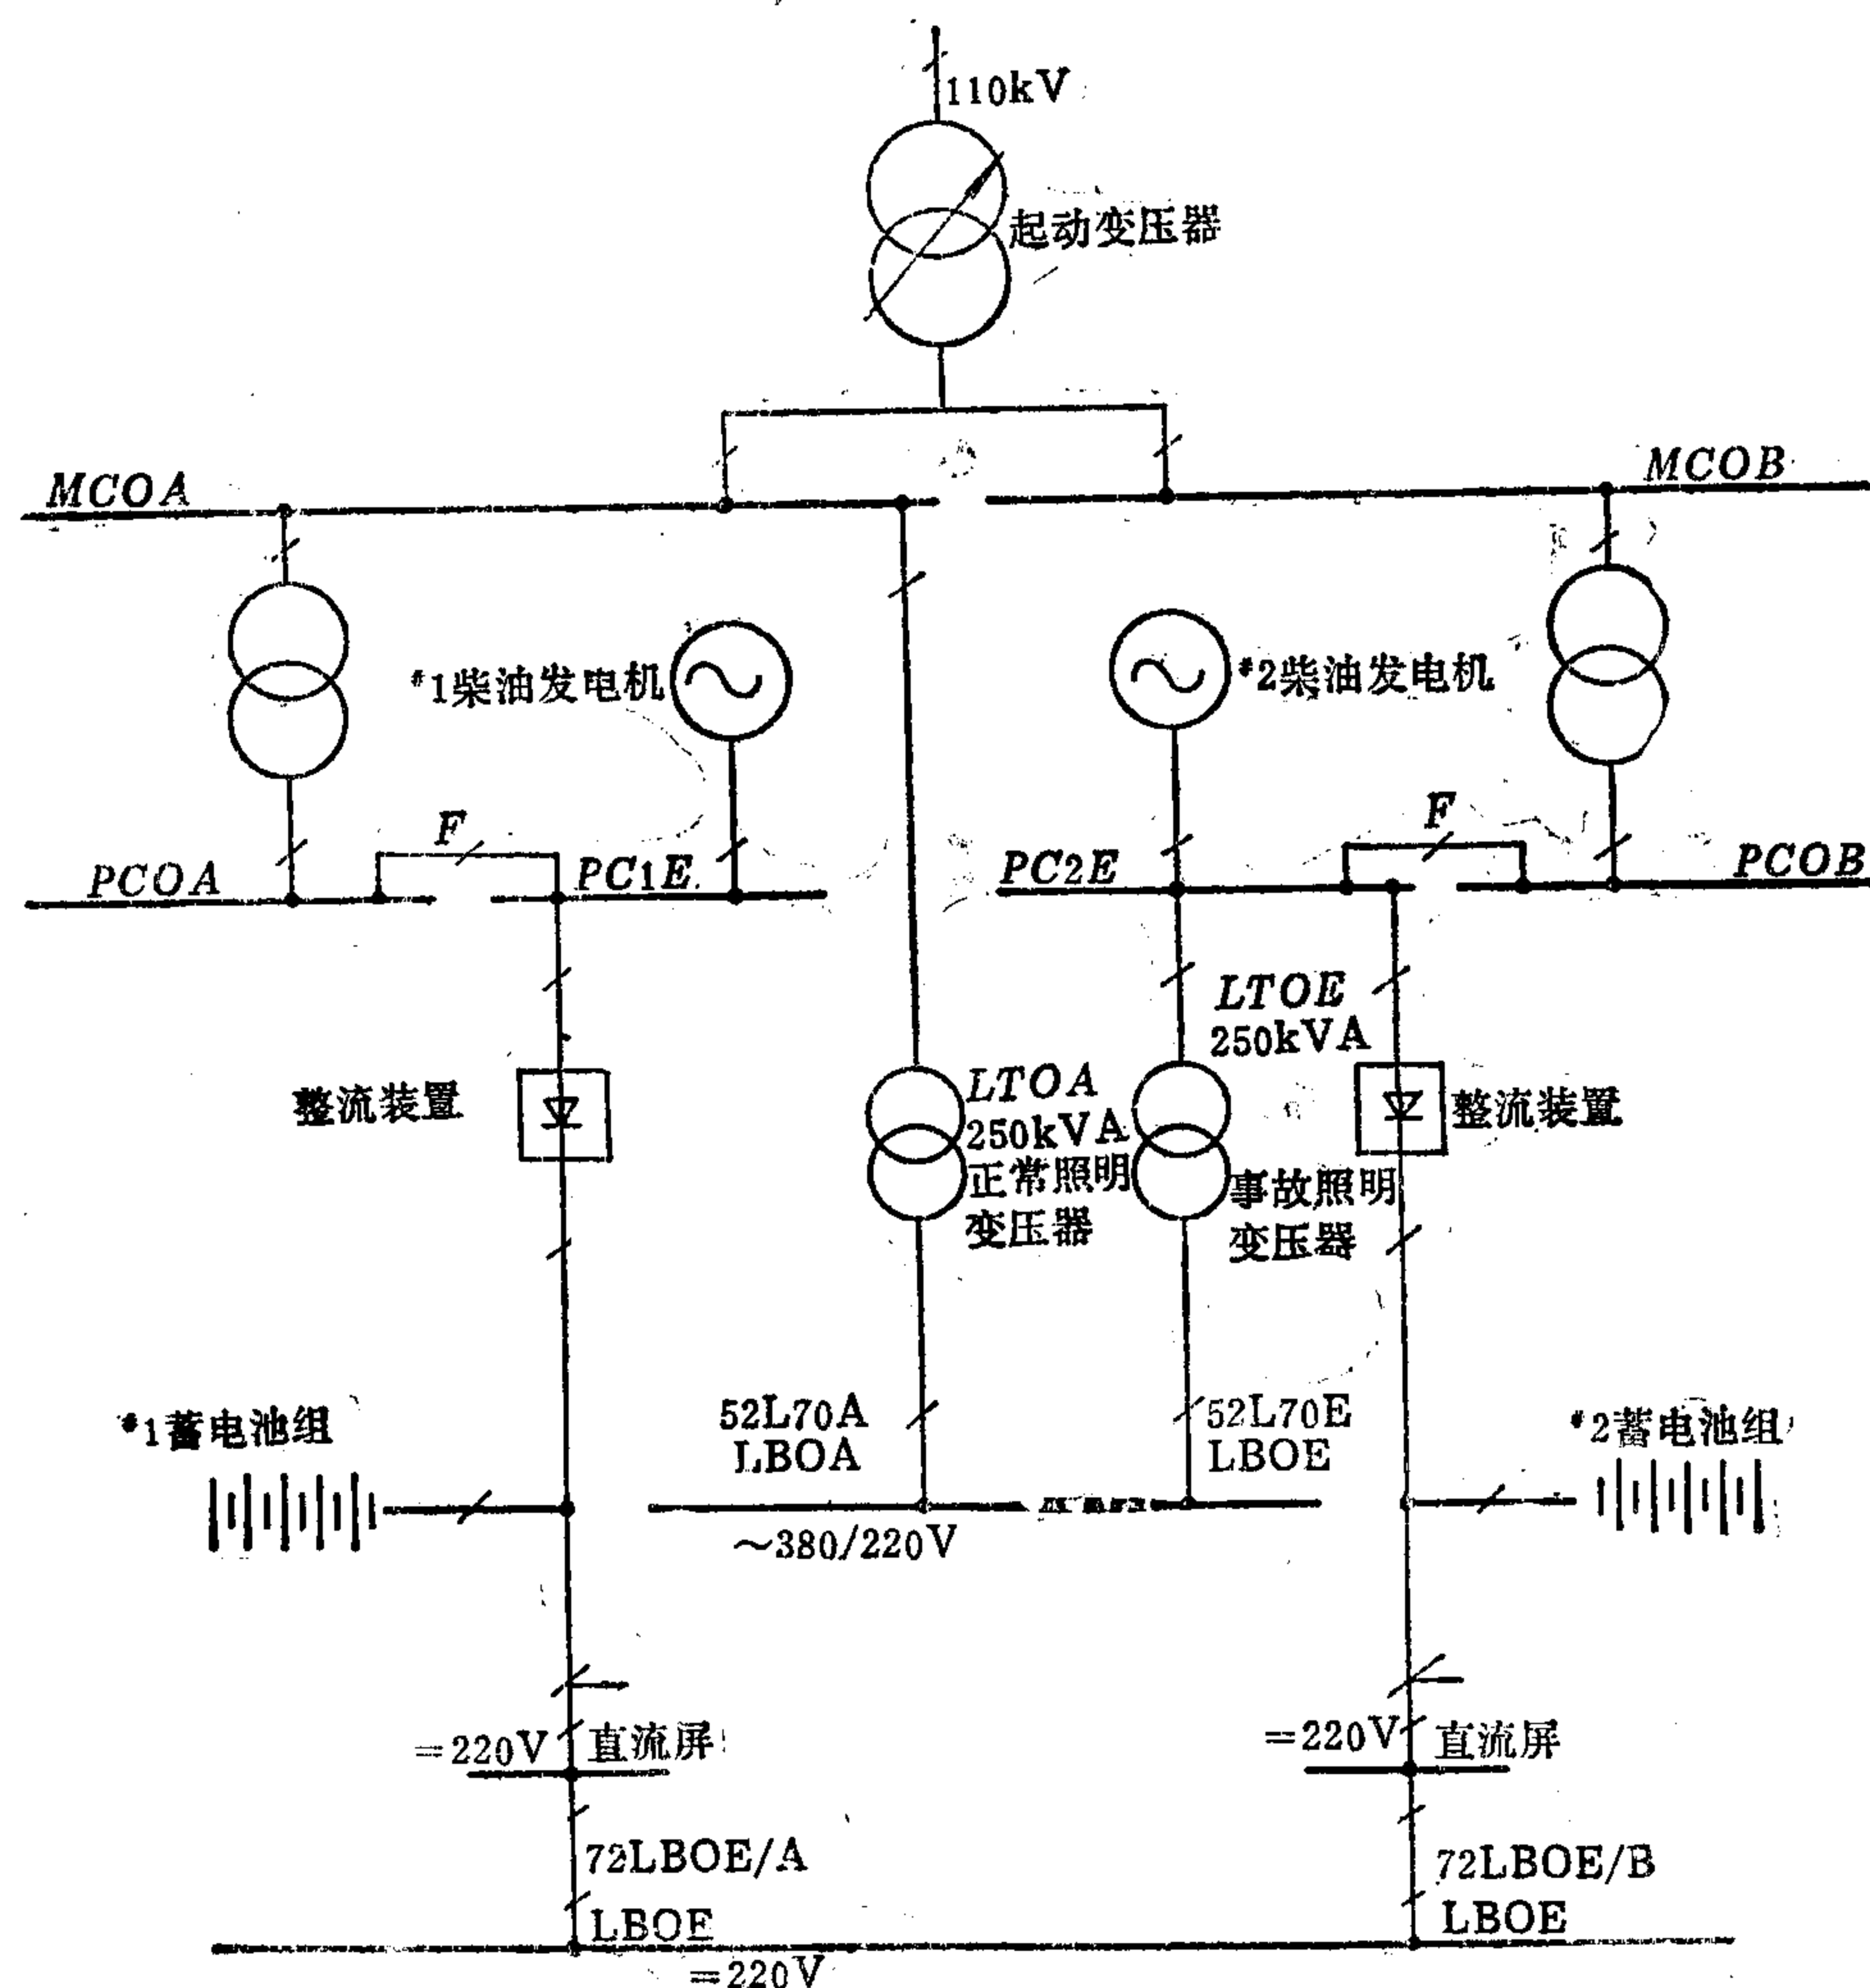 110kV
起动变压器
MCOA
MCOB
#1柴油发电机
#2柴油发电机
F
F
PCOA
PC1E
PC2E
PCOB
LTOE
250kVA
整流装置
LTOA
250kVA
正常照明
变压器
事故照明
变压器
整流装置
#1蓄电池组
52L70A
LBOA
52L70E
LBOE
#2蓄电池组
~380/220V
=220V
直流屏
=220V
直流屏
72LBOE/A
LBOE
72LBOE/B
LBOE
=220V